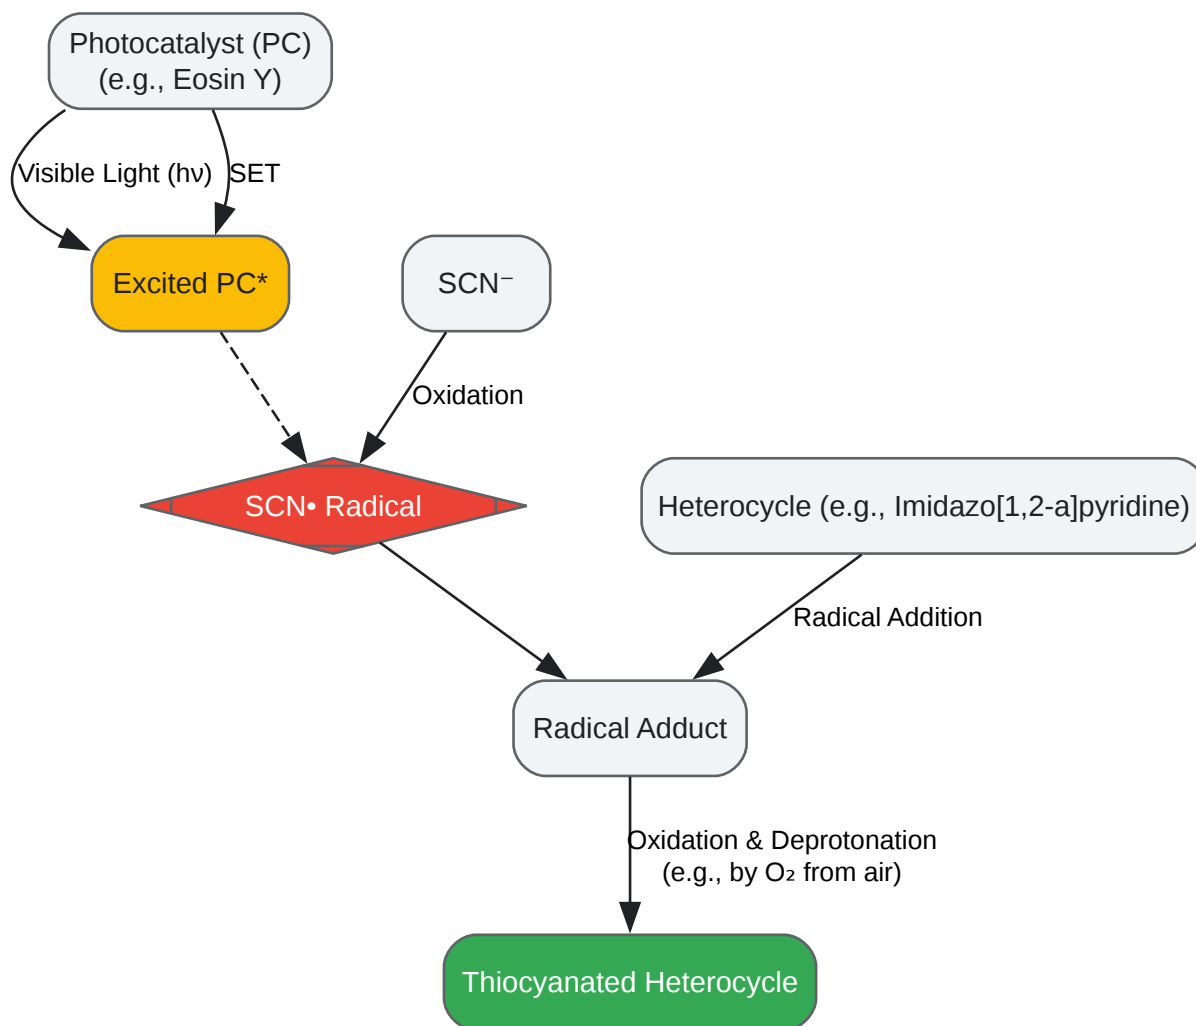 Photocatalyst (PC)
(e.g., Eosin Y)
Visible Light (hν)
SET
Excited PC*
SCN⁻
Oxidation
SCN• Radical
Heterocycle (e.g., Imidazo[1,2-a]pyridine)
Radical Addition
Radical Adduct
Oxidation & Deprotonation
(e.g., by O₂ from air)
Thiocyanated Heterocycle